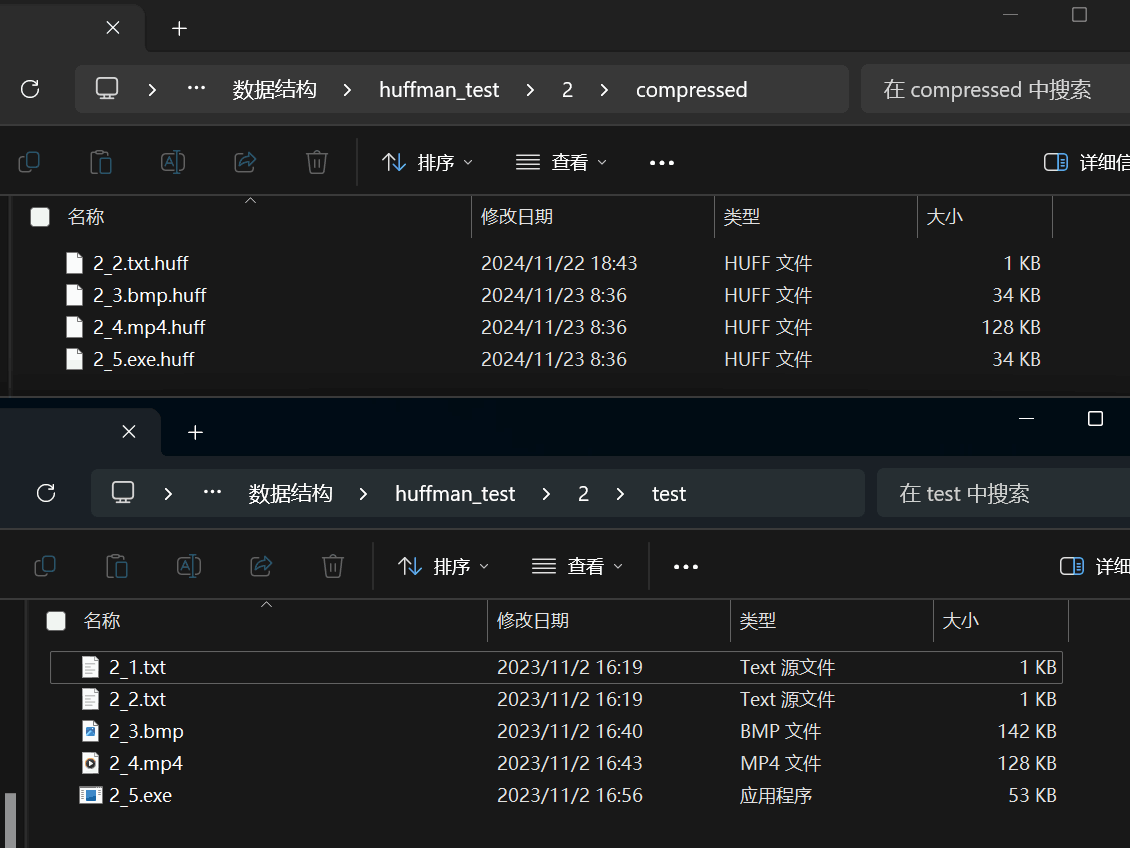 数据结构 huffman_test 2 compressed 在 compressed 中搜索
排序 查看 详细信
名称 修改日期 类型 大小
2_2.txt.huff 2024/11/22 18:43 HUFF 文件 1 KB
2_3.bmp.huff 2024/11/23 8:36 HUFF 文件 34 KB
2_4.mp4.huff 2024/11/23 8:36 HUFF 文件 128 KB
2_5.exe.huff 2024/11/23 8:36 HUFF 文件 34 KB
数据结构 huffman_test 2 test 在 test 中搜索
排序 查看 详细
名称 修改日期 类型 大小
2_1.txt 2023/11/2 16:19 Text 源文件 1 KB
2_2.txt 2023/11/2 16:19 Text 源文件 1 KB
2_3.bmp 2023/11/2 16:40 BMP 文件 142 KB
2_4.mp4 2023/11/2 16:43 MP4 文件 128 KB
2_5.exe 2023/11/2 16:56 应用程序 53 KB